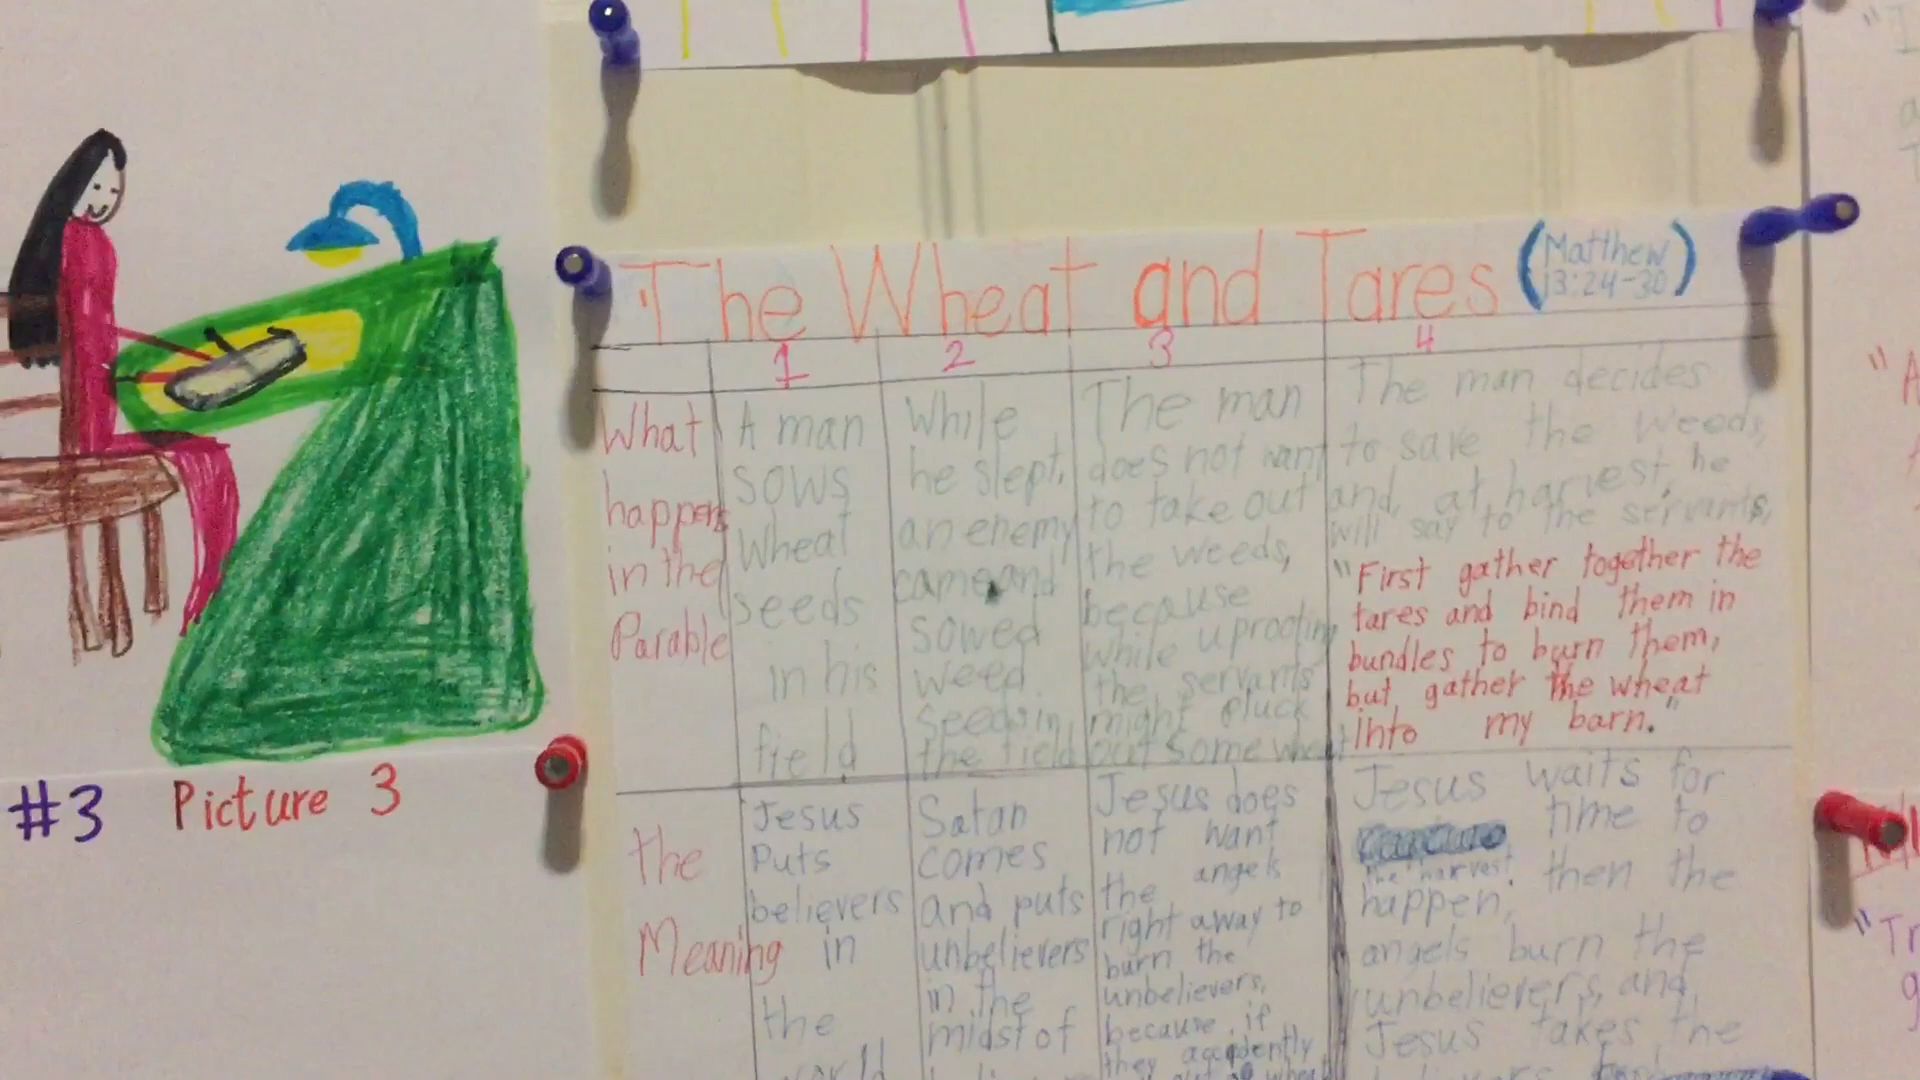 The Wheat and Tares (Matthew
13:24-30)
1 2 3 4
What
happens
in the
Parable
A man
sows
wheat
seeds
in his
field
While
he slept,
an enemy
came and
sowed
weed
seeds in
the field
The man
does not want
to take out
the weeds,
because
while uprooting
the servants
might pluck
out some wheat
The man decides
to save the weeds,
and, at harvest, he
will say to the servants,
"First gather together the
tares and bind them in
bundles to burn them,
but gather the wheat
into my barn."
The
Meaning
Jesus
puts
believers
in
the
world
Satan
comes
and puts
unbelievers
in the
midst of
Jesus does
not want
the angels
right away to
burn the
unbelievers,
because, if
they accedently
Jesus waits for
time to
the harvest
happen, then the
angels burn the
unbelievers, and
Jesus takes the
#3 Picture 3